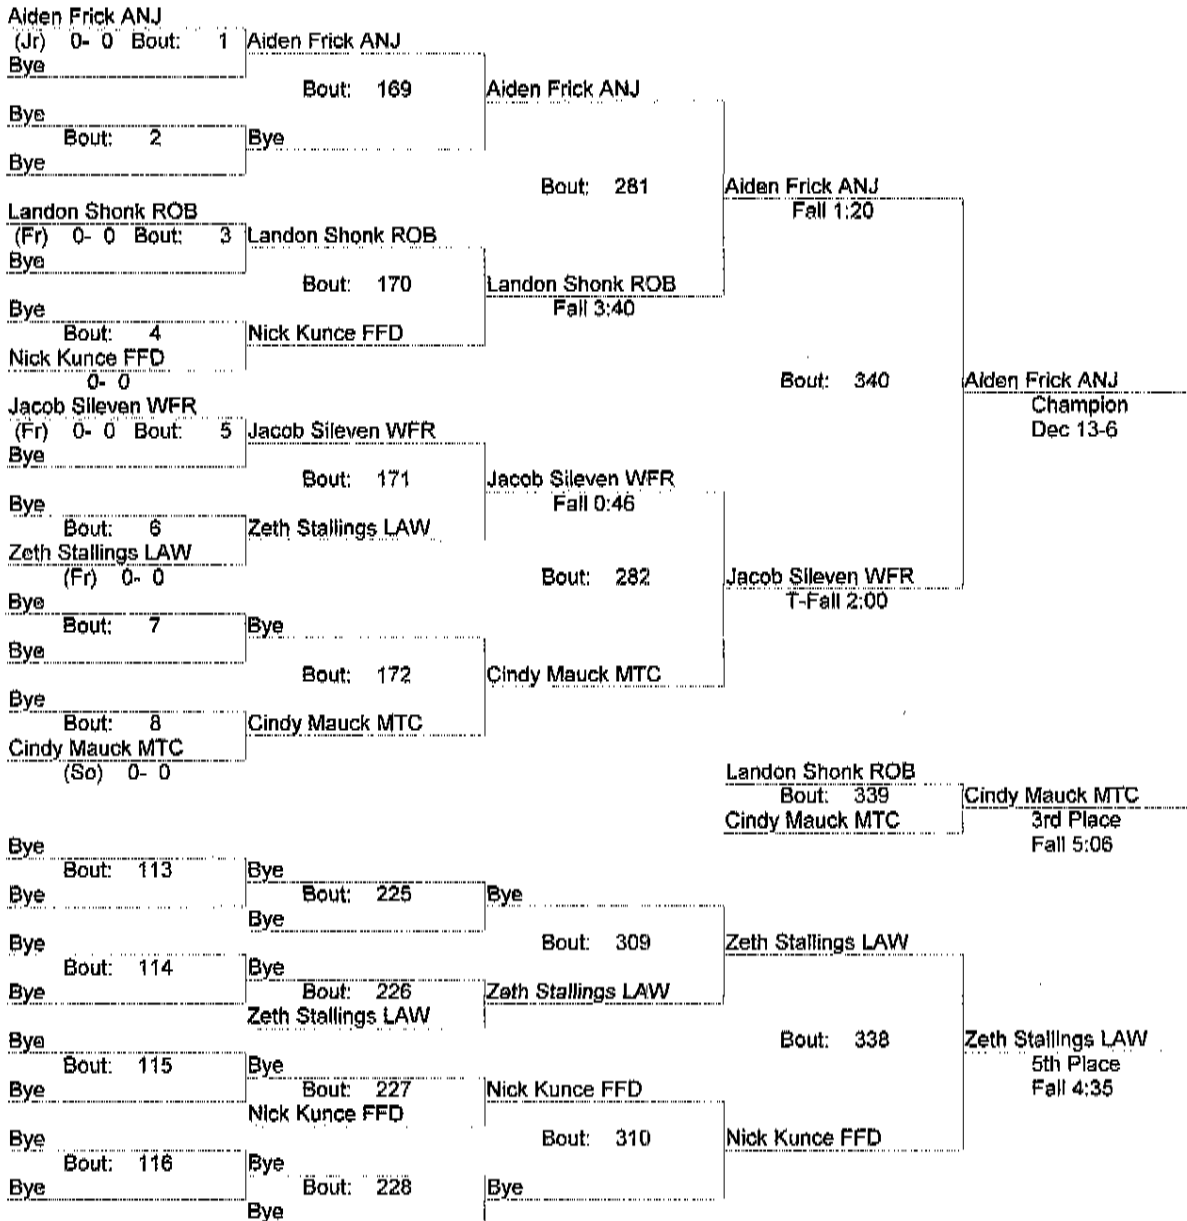 Aiden Frick ANJ
(Jr) 0- 0 Bout: 1 Aiden Frick ANJ
Bye
Bout: 169 Aiden Frick ANJ
Bye
Bout: 2 Bye
Bye
Bout: 281 Aiden Frick ANJ
Landon Shonk ROB Fall 1:20
(Fr) 0- 0 Bout: 3 Landon Shonk ROB
Bye
Bout: 170 Landon Shonk ROB
Bye Fall 3:40
Bout: 4 Nick Kunce FFD
Nick Kunce FFD
0- 0 Bout: 340 Aiden Frick ANJ
Jacob Sileven WFR Champion
(Fr) 0- 0 Bout: 5 Jacob Sileven WFR Dec 13-6
Bye
Bout: 171 Jacob Sileven WFR
Bye Fall 0:46
Bout: 6 Zeth Stallings LAW
Zeth Stallings LAW
(Fr) 0- 0 Bout: 282 Jacob Sileven WFR
Bye T-Fall 2:00
Bout: 7 Bye
Bye
Bout: 172 Cindy Mauck MTC
Bye
Bout: 8 Cindy Mauck MTC
Cindy Mauck MTC
(So) 0- 0 Landon Shonk ROB
Bout: 339 Cindy Mauck MTC
Cindy Mauck MTC 3rd Place
Bye Fall 5:06
Bout: 113 Bye
Bye Bout: 225 Bye
Bye
Bye Bout: 309 Zeth Stallings LAW
Bout: 114 Bye
Bye Bout: 226 Zeth Stallings LAW
Zeth Stallings LAW
Bye Bout: 338 Zeth Stallings LAW
Bout: 115 Bye 5th Place
Bye Bout: 227 Nick Kunce FFD Fall 4:35
Nick Kunce FFD
Bye Bout: 310 Nick Kunce FFD
Bout: 116 Bye
Bye Bout: 228 Bye
Bye